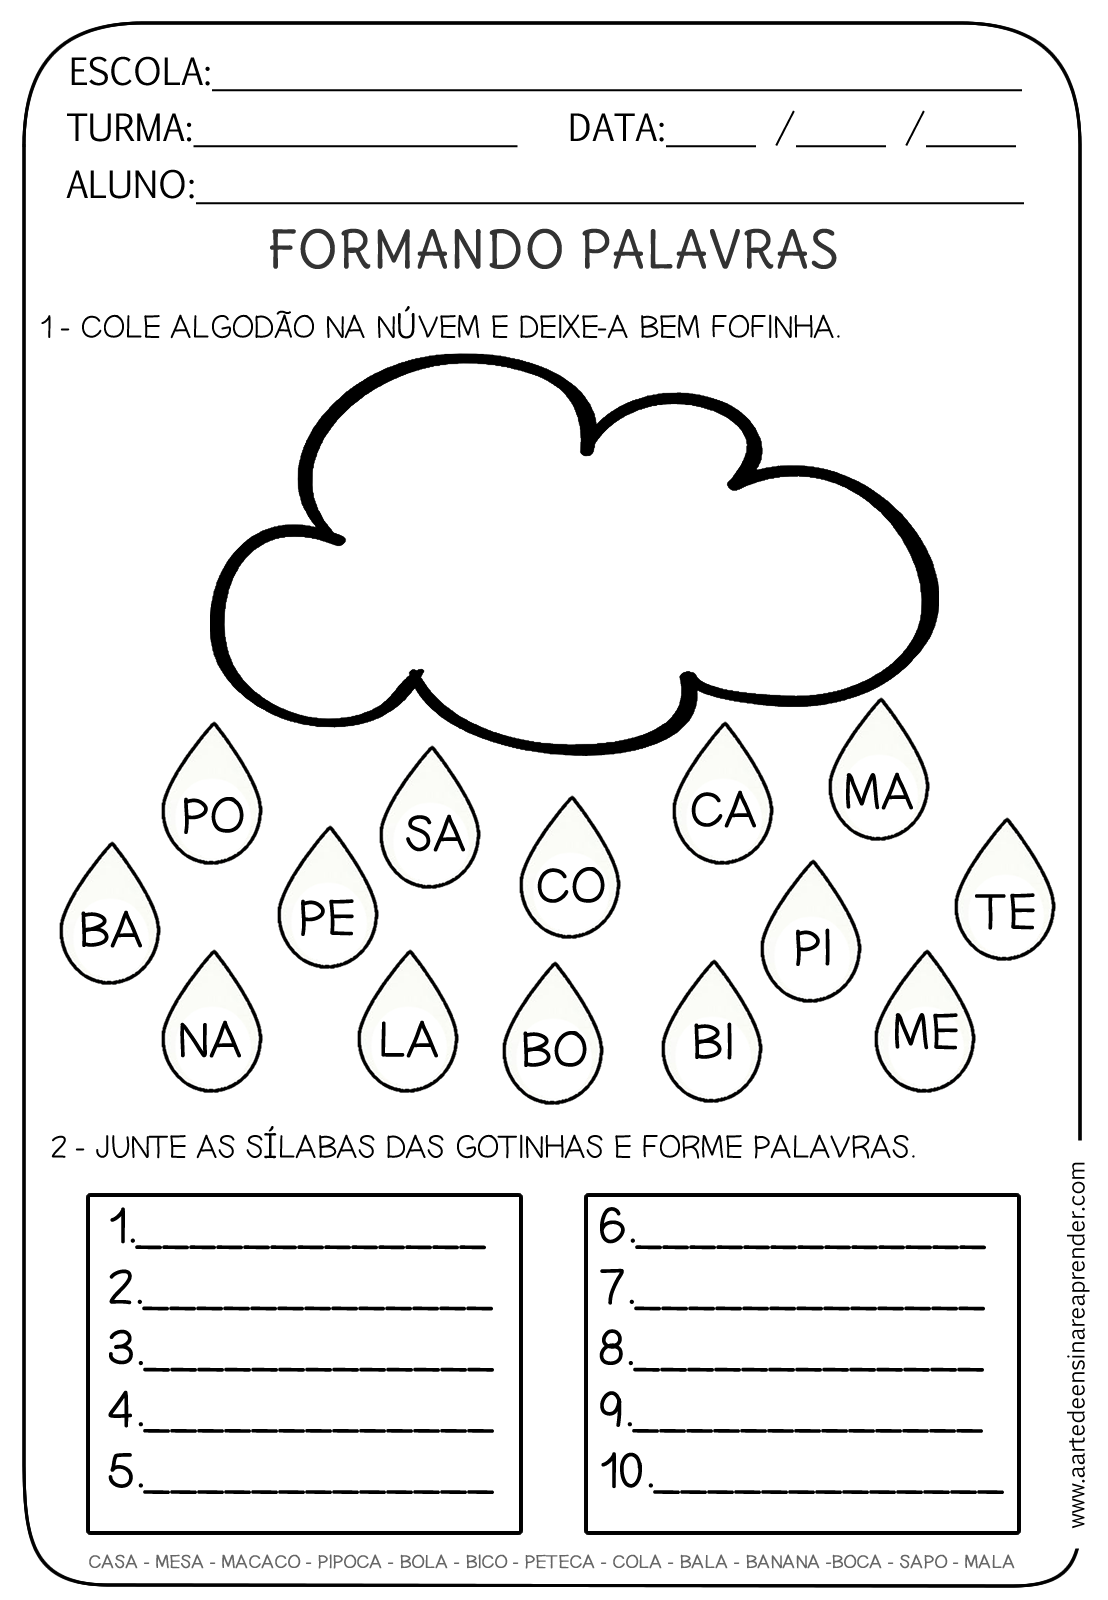 ESCOLA:
TURMA: DATA: / /
ALUNO:
FORMANDO PALAVRAS
1 - COLE ALGODÃO NA NÚVEM E DEIXE-A BEM FOFINHA.
PO SA CO CA MA
BA PE PI TE
NA LA BO BI ME
2 - JUNTE AS SÍLABAS DAS GOTINHAS E FORME PALAVRAS.
1.
2.
3.
4.
5.
6.
7.
8.
9.
10.
CASA - MESA - MACACO - PIPOCA - BOLA - BICO - PETECA - COLA - BALA - BANANA -BOCA - SAPO - MALA
www.aartedeensinareaprender.com